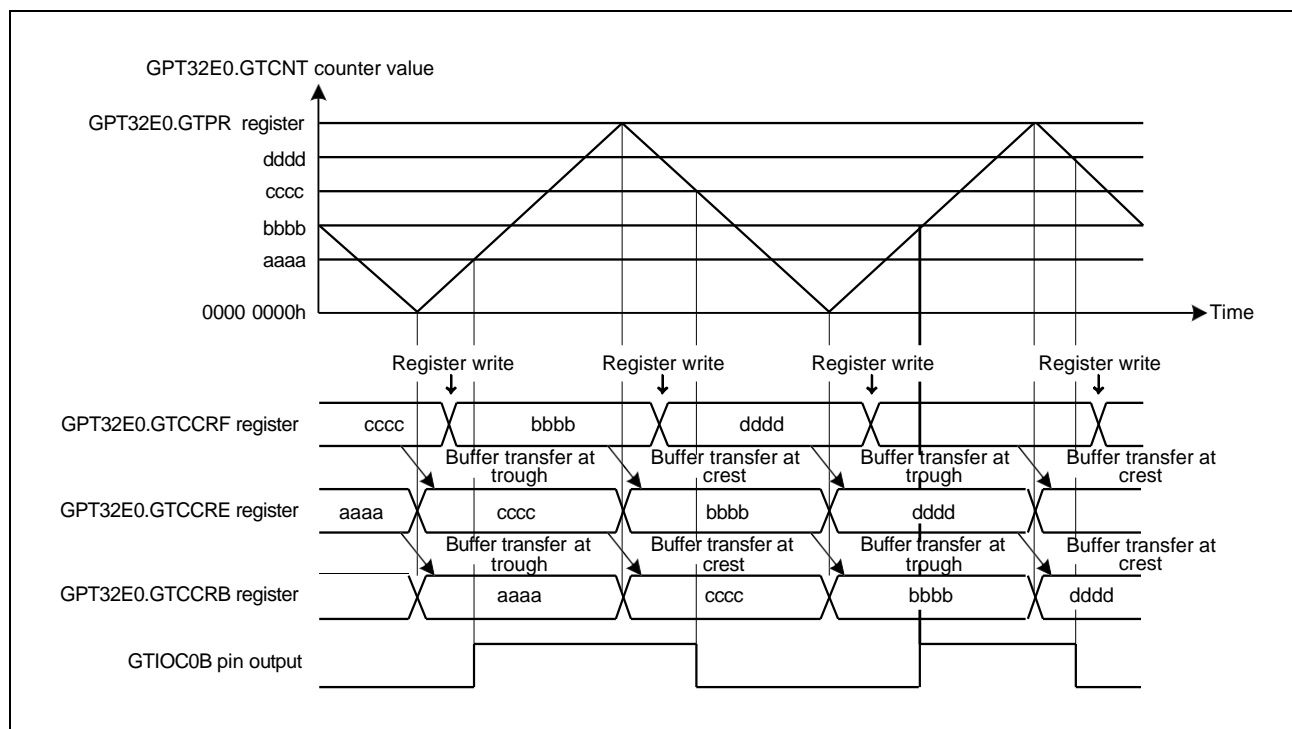 GPT32E0.GTCNT counter value
GPT32E0.GTPR register
dddd
cccc
bbbb
aaaa
0000 0000h
Time
Register write Register write Register write Register write
GPT32E0.GTCCRF register
cccc bbbb dddd
Buffer transfer at trough
Buffer transfer at crest
Buffer transfer at trough
Buffer transfer at crest
GPT32E0.GTCCRE register
aaaa cccc bbbb dddd
Buffer transfer at trough
Buffer transfer at crest
Buffer transfer at trough
Buffer transfer at crest
GPT32E0.GTCCRB register
aaaa cccc bbbb dddd
GTIOC0B pin output